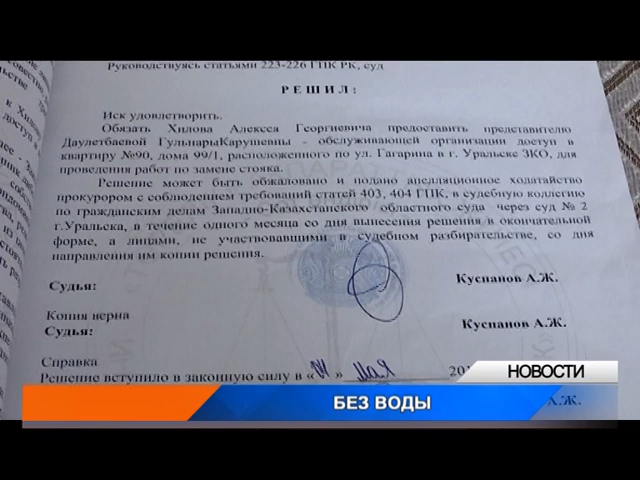 Руководствуясь статьями 223-226 ГПК РК, суд
РЕШИЛ:
Иск удовлетворить.
Обязать Хилова Алексея Георгиевича предоставить представителю
Даулетбаевой ГульнарыКарушевны - обслуживающей организации доступ в
квартиру №90, дома 99/1, расположенного по ул. Гагарина в г. Уральске ЗКО, для
проведения работ по замене стояка.
Решение может быть обжаловано и подано апелляционное ходатайство
прокурором с соблюдением требований статей 403, 404 ГПК, в судебную коллегию
по гражданским делам Западно-Казахстанского областного суда через суд №2
г.Уральска, в течение одного месяца со дня вынесения решения в окончательной
форме, а лицами, не участвовавшими в судебном разбирательстве, со дня
направления им копии решения.
Судья: Куспанов А.Ж.
Копия верна
Судья: Куспанов А.Ж.
Справка
Решение вступило в законную силу в « » мая 20
А.Ж.
НОВОСТИ
БЕЗ ВОДЫ